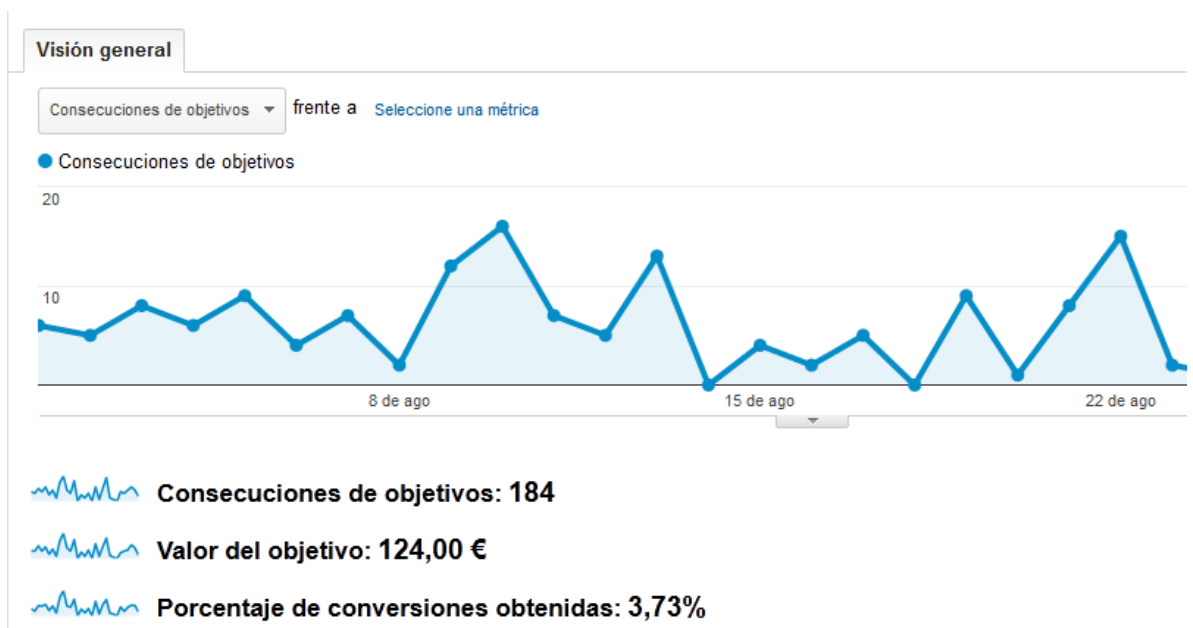 Visión general
Consecuciones de objetivos frente a Seleccione una métrica
Consecuciones de objetivos
20
10
8 de ago 15 de ago 22 de ago
Consecuciones de objetivos: 184
Valor del objetivo: 124,00 €
Porcentaje de conversiones obtenidas: 3,73%